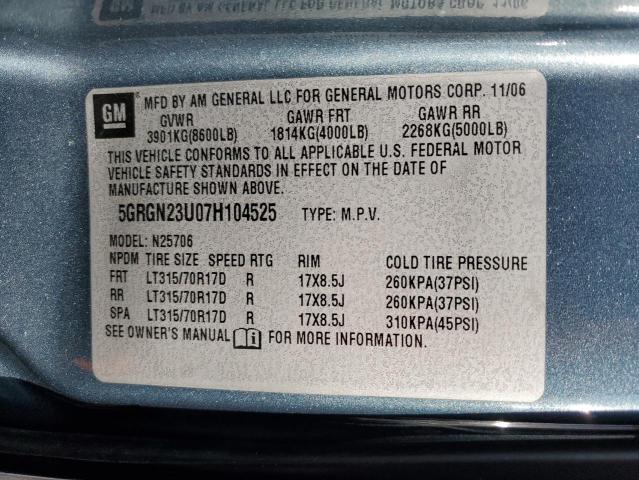 GM MFD BY AM GENERAL LLC FOR GENERAL MOTORS CORP. 11/06
GVWR GAWR FRT GAWR RR
3901KG(8600LB) 1814KG(4000LB) 2268KG(5000LB)
THIS VEHICLE CONFORMS TO ALL APPLICABLE U.S. FEDERAL MOTOR
VEHICLE SAFETY STANDARDS IN EFFECT ON THE DATE OF
MANUFACTURE SHOWN ABOVE.
5GRGN23U07H104525 TYPE: M.P.V.
MODEL: N25706
NPDM TIRE SIZE SPEED RTG RIM COLD TIRE PRESSURE
FRT LT315/70R17D R 17X8.5J 260KPA(37PSI)
RR LT315/70R17D R 17X8.5J 260KPA(37PSI)
SPA LT315/70R17D R 17X8.5J 310KPA(45PSI)
SEE OWNER'S MANUAL FOR MORE INFORMATION.